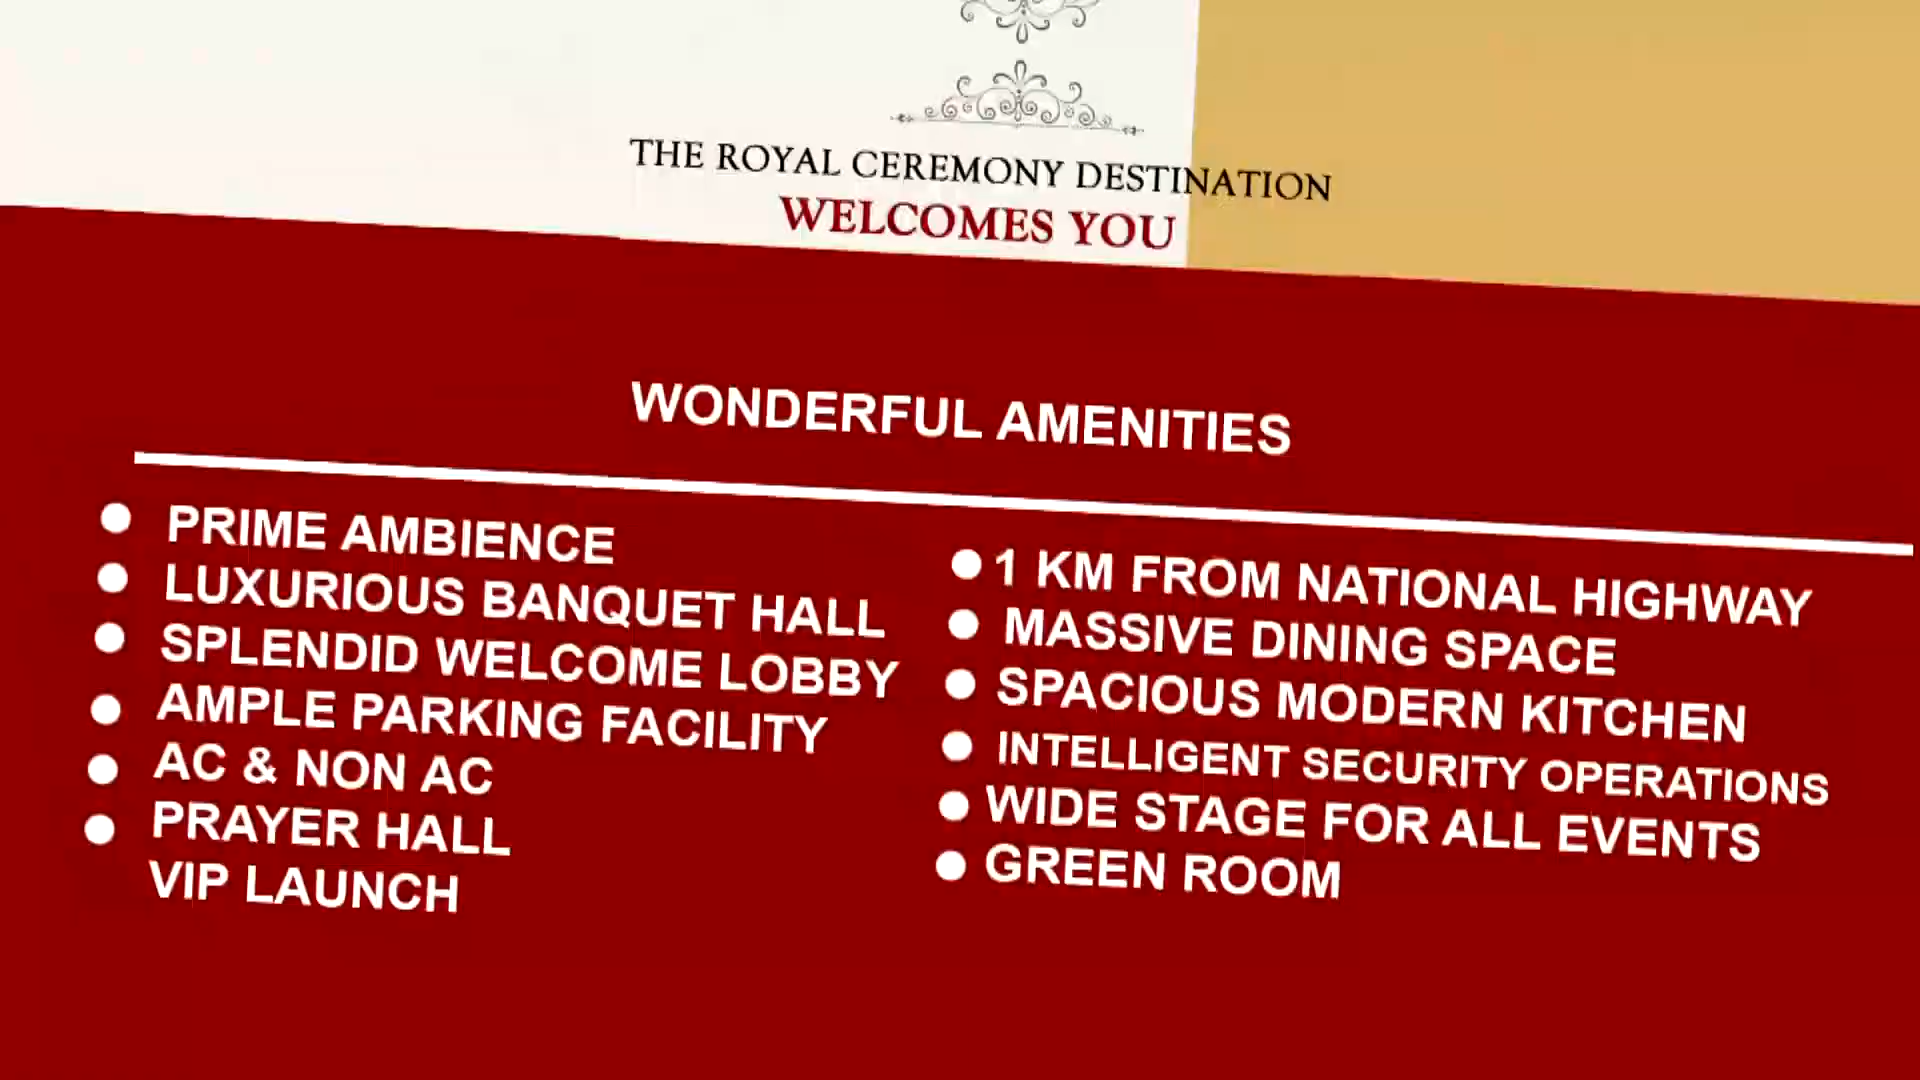 THE ROYAL CEREMONY DESTINATION
WELCOMES YOU
WONDERFUL AMENITIES
PRIME AMBIENCE
LUXURIOUS BANQUET HALL
SPLENDID WELCOME LOBBY
AMPLE PARKING FACILITY
AC & NON AC
PRAYER HALL
VIP LAUNCH
1 KM FROM NATIONAL HIGHWAY
MASSIVE DINING SPACE
SPACIOUS MODERN KITCHEN
INTELLIGENT SECURITY OPERATIONS
WIDE STAGE FOR ALL EVENTS
GREEN ROOM